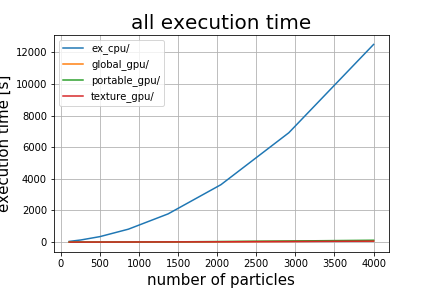 all execution time
execution time [s]
12000
10000
8000
6000
4000
2000
0
ex_cpu/
global_gpu/
portable_gpu/
texture_gpu/
0 500 1000 1500 2000 2500 3000 3500 4000
number of particles